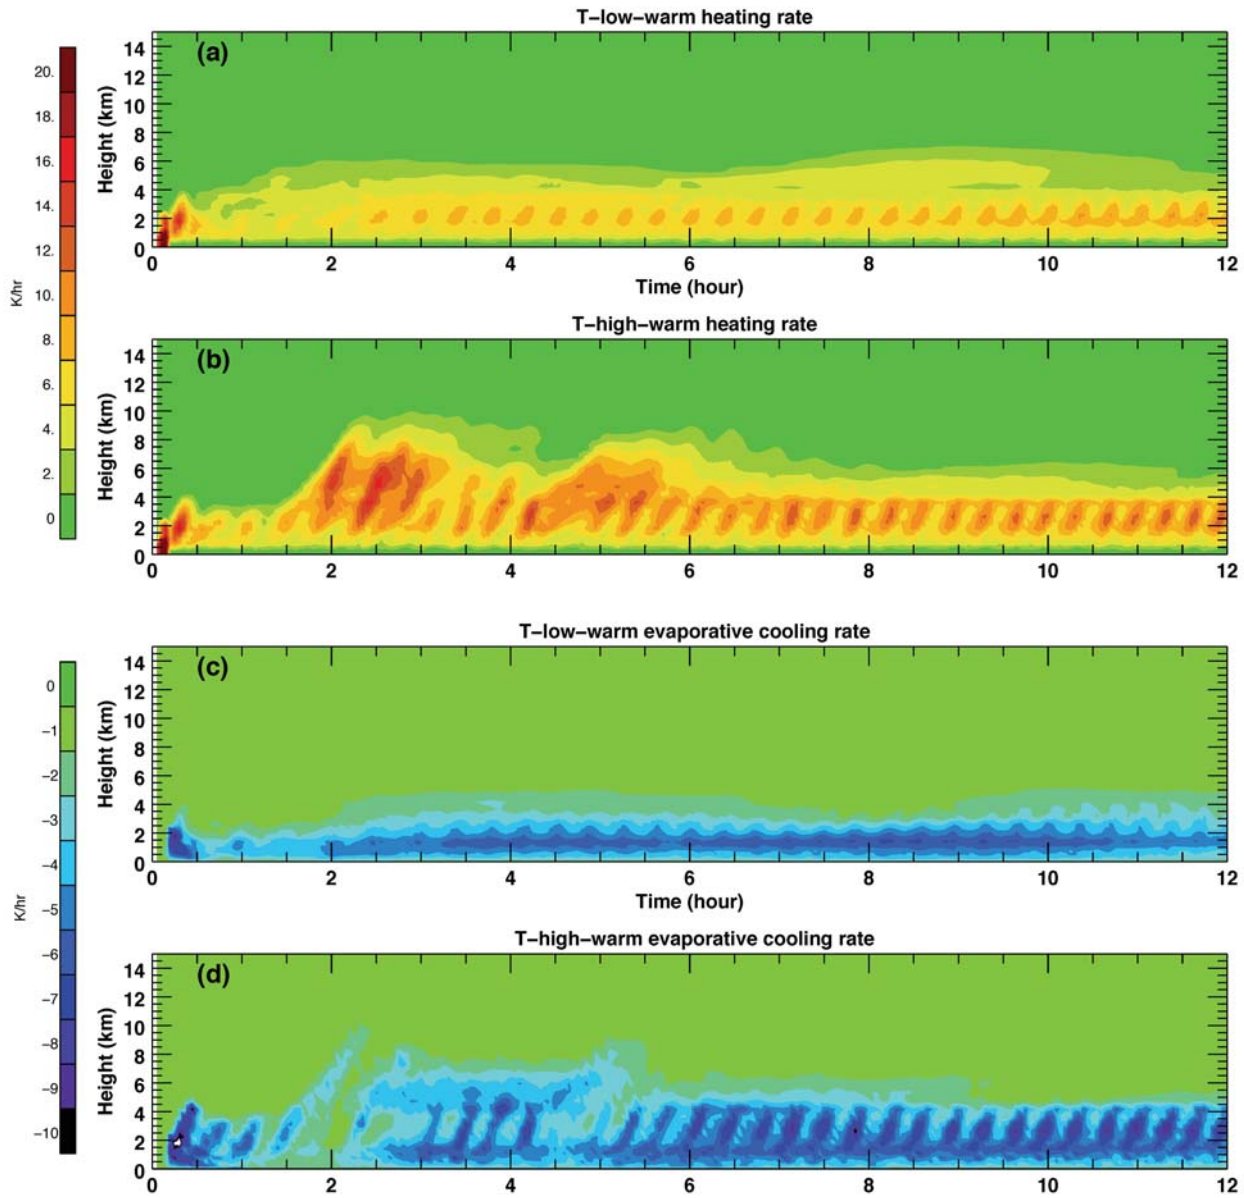 T-low-warm heating rate
(a)
14
12
10
8
6
4
2
0
Height (km)
0 2 4 6 8 10 12
Time (hour)
20.
18.
16.
14.
12.
10.
8.
6.
4.
2.
0
K/hr
T-high-warm heating rate
(b)
14
12
10
8
6
4
2
0
Height (km)
0 2 4 6 8 10 12
T-low-warm evaporative cooling rate
(c)
14
12
10
8
6
4
2
0
Height (km)
0 2 4 6 8 10 12
Time (hour)
0
-1
-2
-3
-4
-5
-6
-7
-8
-9
-10
K/hr
T-high-warm evaporative cooling rate
(d)
14
12
10
8
6
4
2
0
Height (km)
0 2 4 6 8 10 12